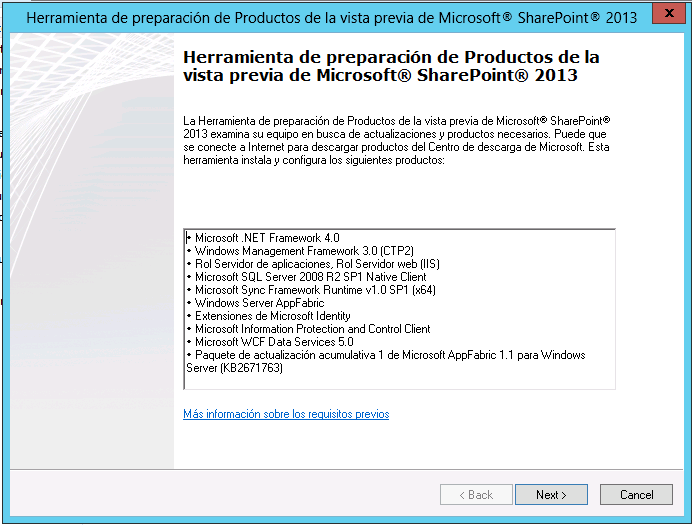 Herramienta de preparación de Productos de la vista previa de Microsoft® SharePoint® 2013
x
Herramienta de preparación de Productos de la
vista previa de Microsoft® SharePoint® 2013
La Herramienta de preparación de Productos de la vista previa de Microsoft® SharePoint®
2013 examina su equipo en busca de actualizaciones y productos necesarios. Puede que
se conecte a Internet para descargar productos del Centro de descarga de Microsoft. Esta
herramienta instala y configura los siguientes productos:
• Microsoft .NET Framework 4.0
• Windows Management Framework 3.0 (CTP2)
• Rol Servidor de aplicaciones, Rol Servidor web (IIS)
• Microsoft SQL Server 2008 R2 SP1 Native Client
• Microsoft Sync Framework Runtime v1.0 SP1 (x64)
• Windows Server AppFabric
• Extensiones de Microsoft Identity
• Microsoft Information Protection and Control Client
• Microsoft WCF Data Services 5.0
• Paquete de actualización acumulativa 1 de Microsoft AppFabric 1.1 para Windows
Server (KB2671763)
Más información sobre los requisitos previos
< Back
Next >
Cancel